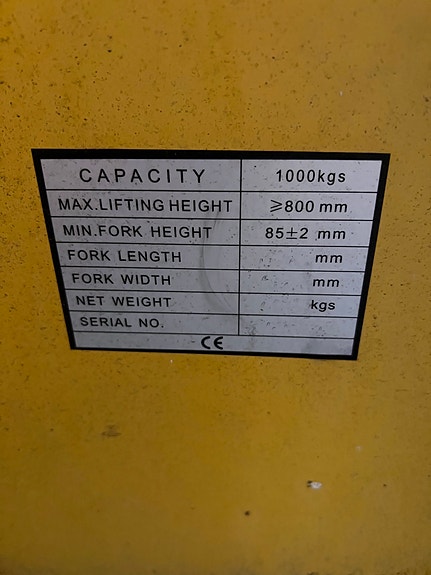 CAPACITY 1000kgs
MAX.LIFTING HEIGHT ⩾800 mm
MIN.FORK HEIGHT 85±2 mm
FORK LENGTH mm
FORK WIDTH mm
NET WEIGHT kgs
SERIAL NO.
CE